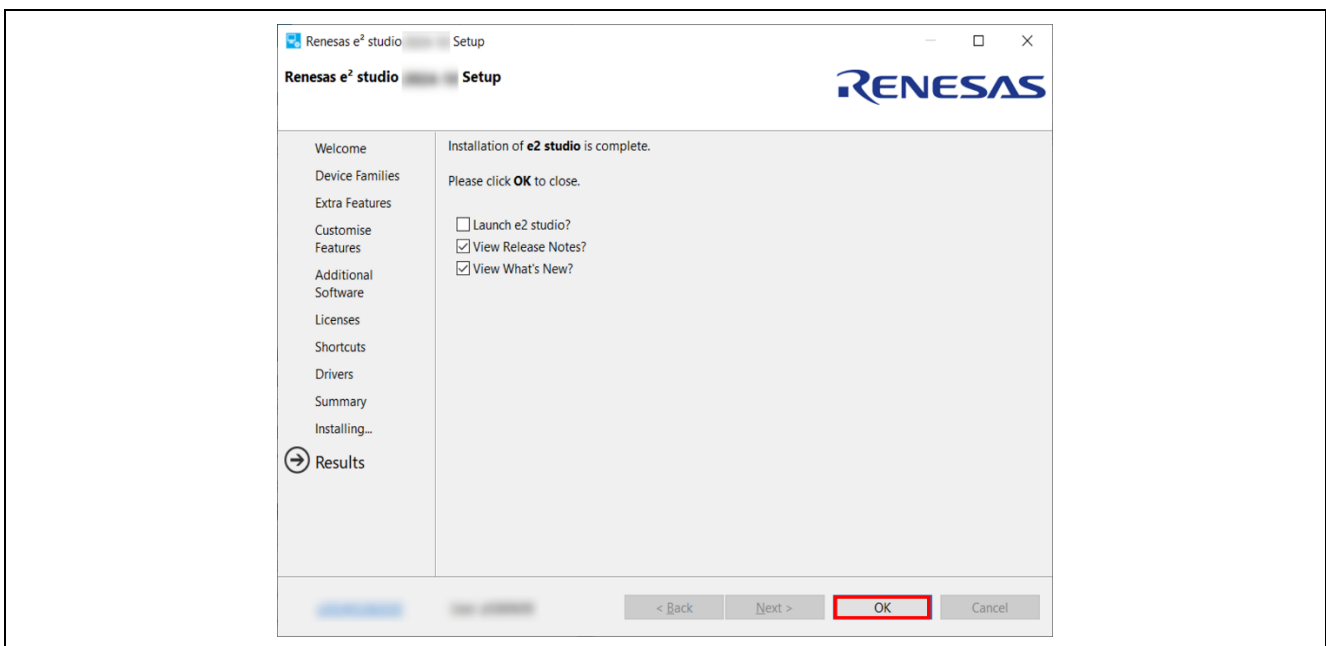 Renesas e² studio Setup
Renesas e² studio Setup
RENESAS
Welcome
Device Families
Extra Features
Customise
Features
Additional
Software
Licenses
Shortcuts
Drivers
Summary
Installing...
Results
Installation of e2 studio is complete.
Please click OK to close.
Launch e2 studio?
View Release Notes?
View What's New?
< Back
Next >
OK
Cancel